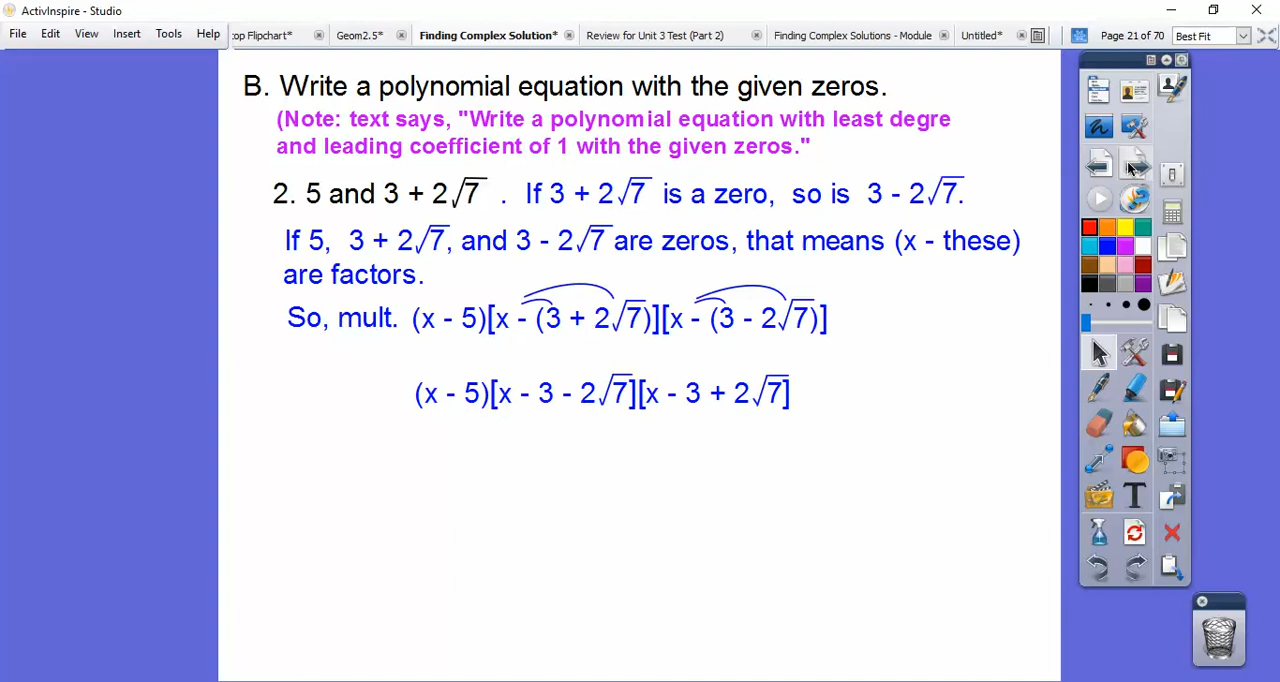 ActivInspire - Studio
File Edit View Insert Tools Help
top Flipchart* Geom2.5* Finding Complex Solution* Review for Unit 3 Test (Part 2) Finding Complex Solutions - Module Untitled* Page 21 of 70 Best Fit
B. Write a polynomial equation with the given zeros.
(Note: text says, "Write a polynomial equation with least degre
and leading coefficient of 1 with the given zeros."
2. 5 and 3 + 2√7 . If 3 + 2√7 is a zero, so is 3 - 2√7.
If 5, 3 + 2√7, and 3 - 2√7 are zeros, that means (x - these)
are factors.
So, mult. (x - 5)[x - (3 + 2√7)][x - (3 - 2√7)]
(x - 5)[x - 3 - 2√7][x - 3 + 2√7]